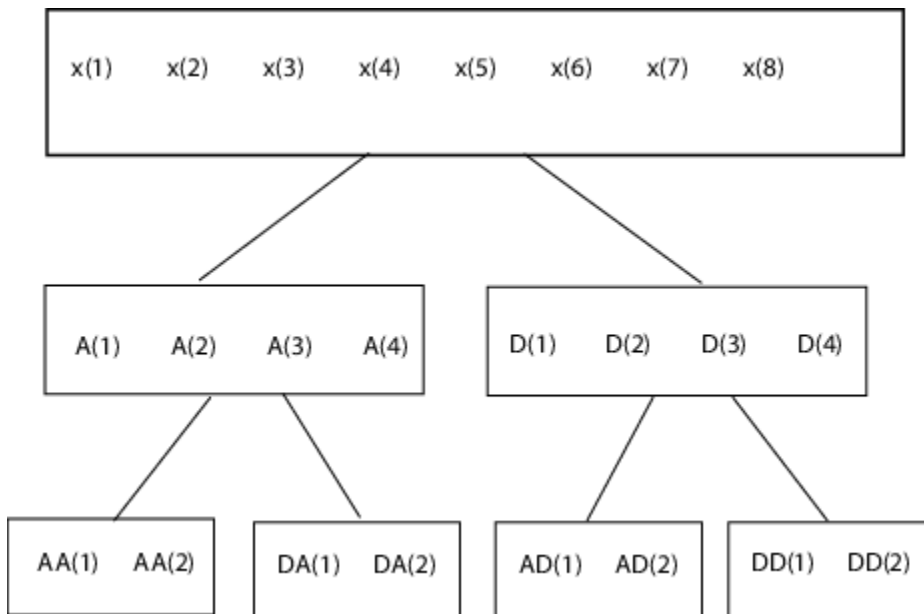 x(1) x(2) x(3) x(4) x(5) x(6) x(7) x(8)
A(1) A(2) A(3) A(4)
D(1) D(2) D(3) D(4)
AA(1) AA(2)
DA(1) DA(2)
AD(1) AD(2)
DD(1) DD(2)